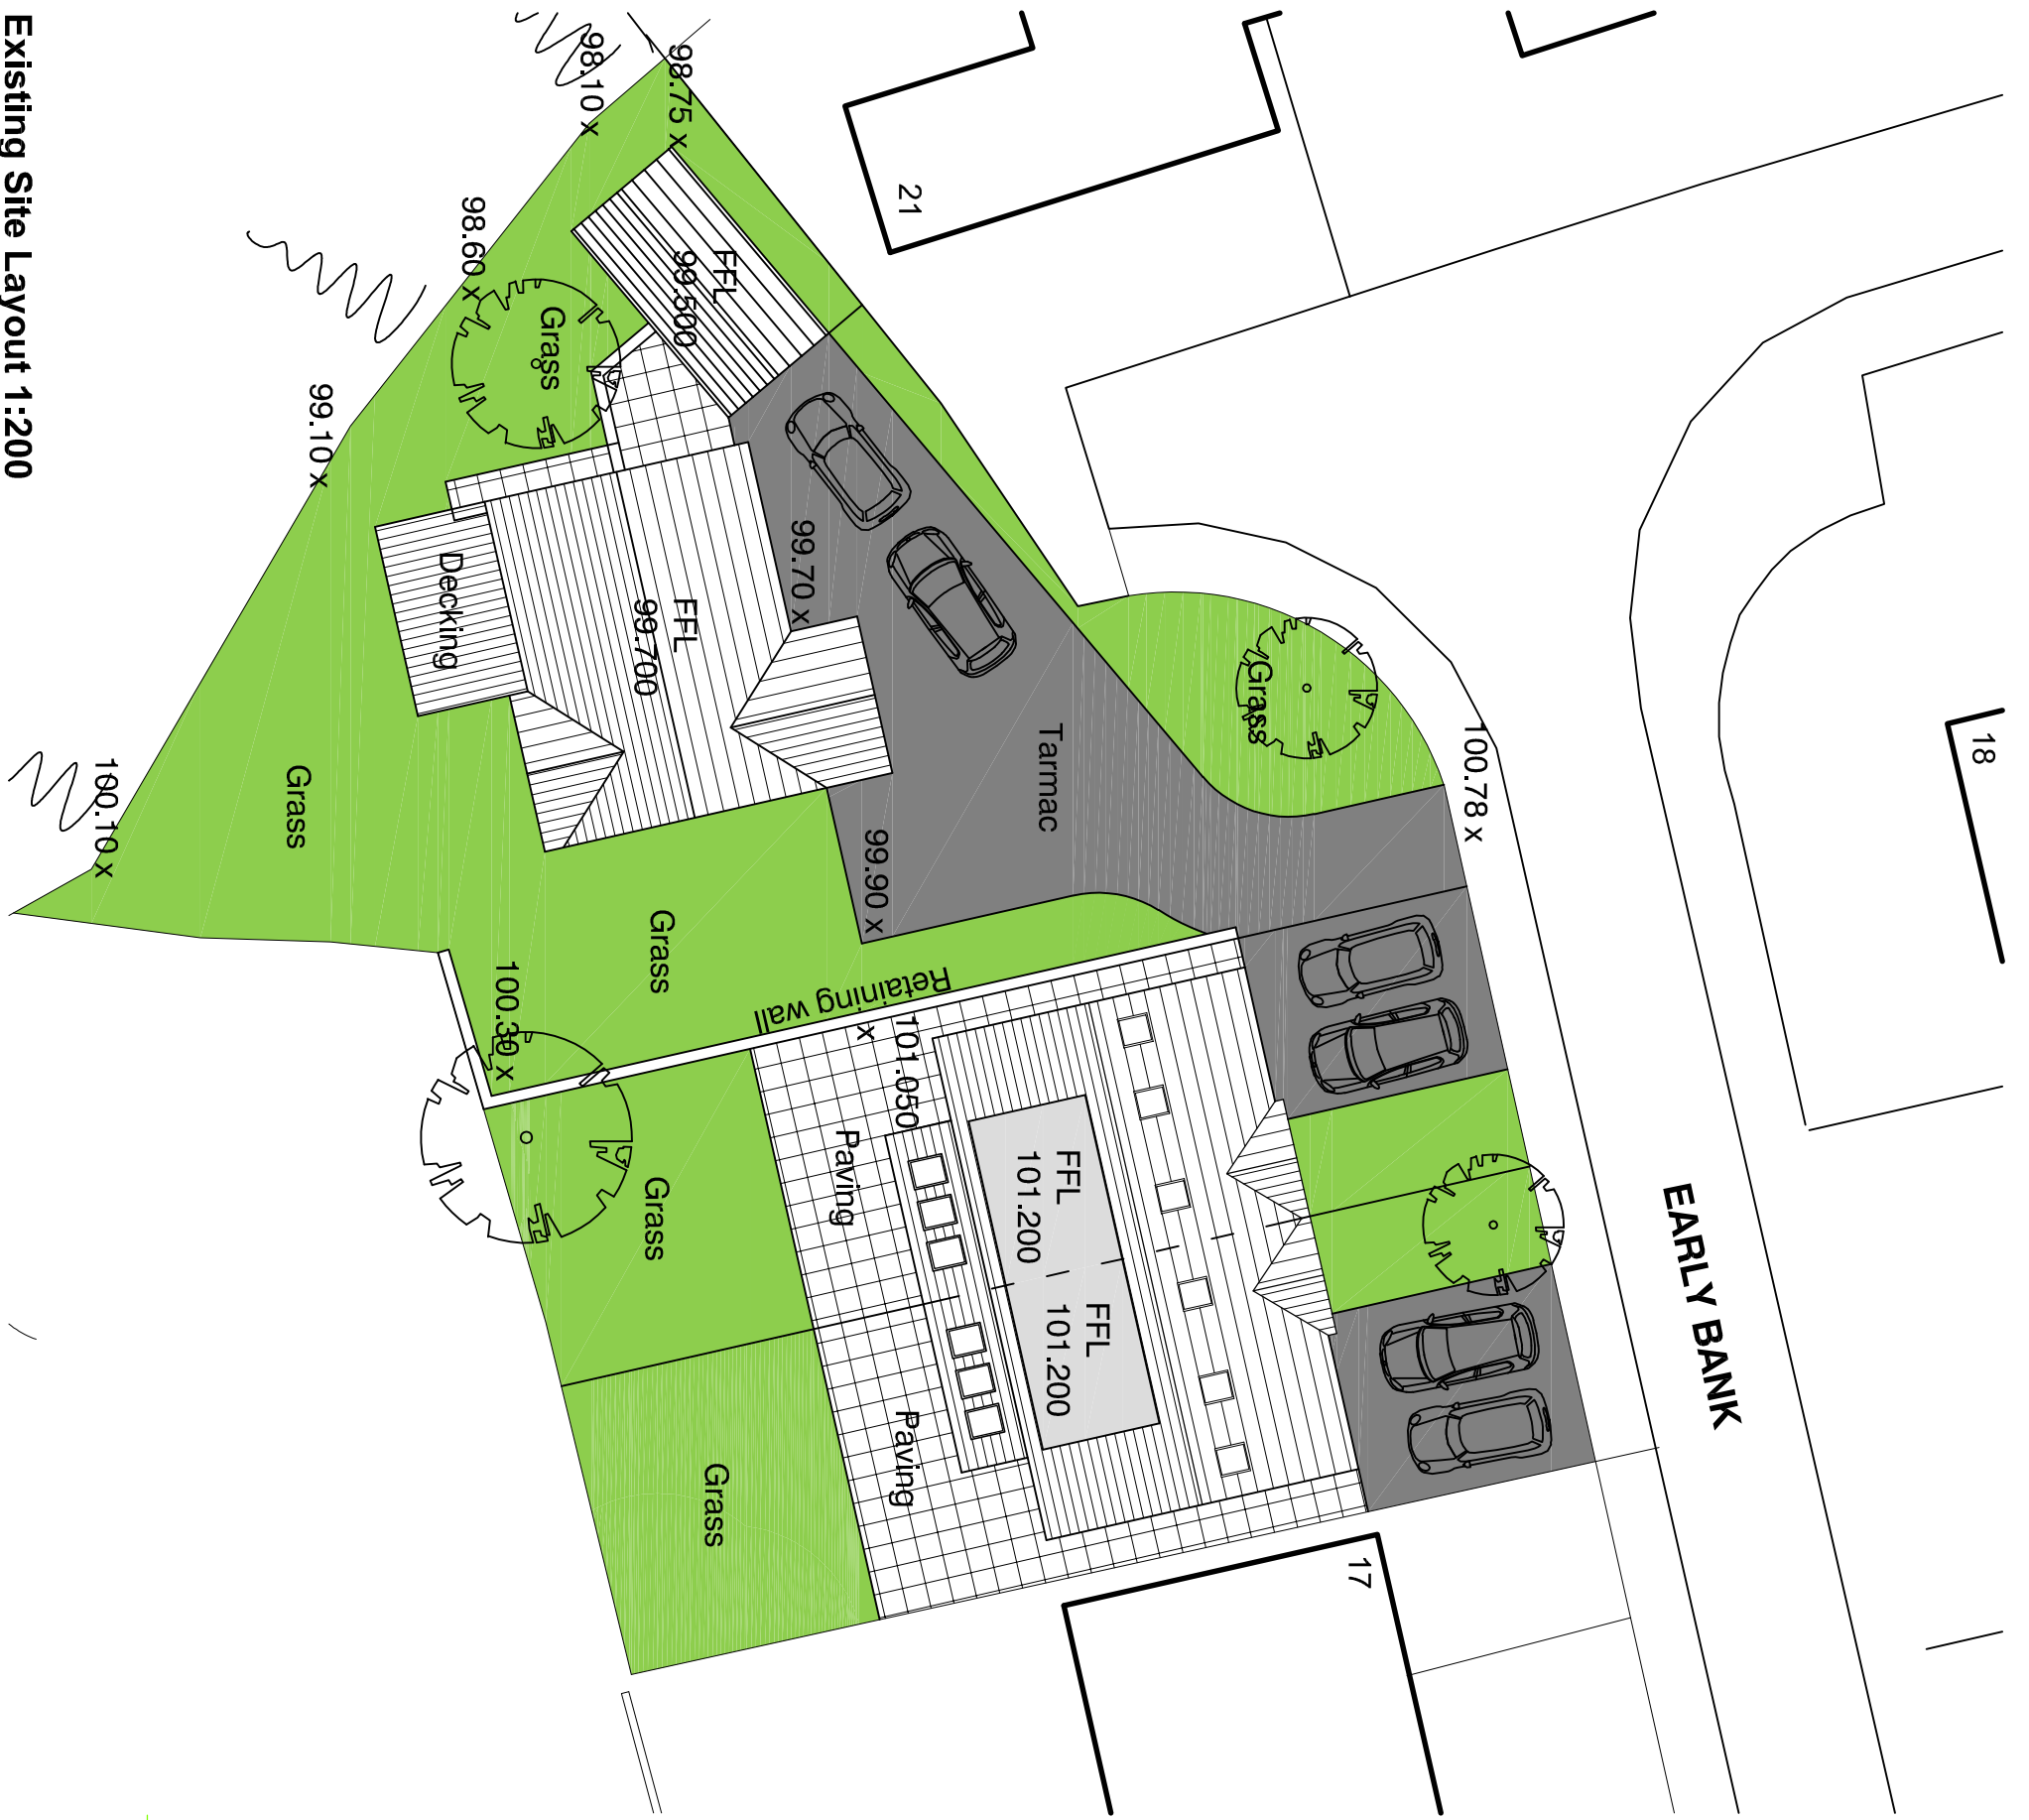 Existing Site Layout 1:200
98.10 x
98.75 x
98.60 x
99.10 x
100.10 x
21
FFL
99.500
Grass
Decking
FFL
99.700
99.70 x
Tarmac
99.90 x
Grass
100.78 x
18
Grass
Grass
100.30 x
Retaining wall
x
101.050
Paving
FFL
101.200
FFL
101.200
Grass
Paving
Grass
17
EARLY BANK